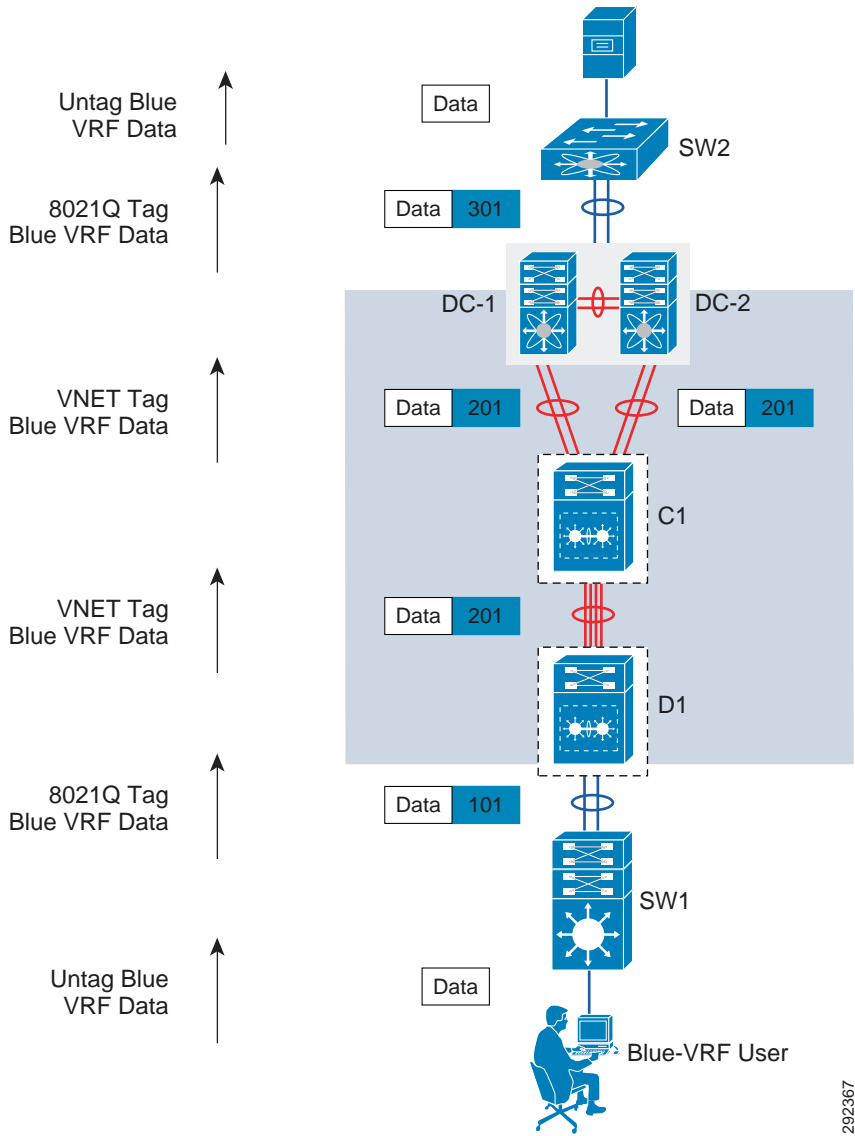 Untag Blue
VRF Data
Data
SW2
8021Q Tag
Blue VRF Data
Data 301
DC-1
DC-2
VNET Tag
Blue VRF Data
Data 201
Data 201
C1
VNET Tag
Blue VRF Data
Data 201
D1
8021Q Tag
Blue VRF Data
Data 101
SW1
Untag Blue
VRF Data
Data
Blue-VRF User
292367